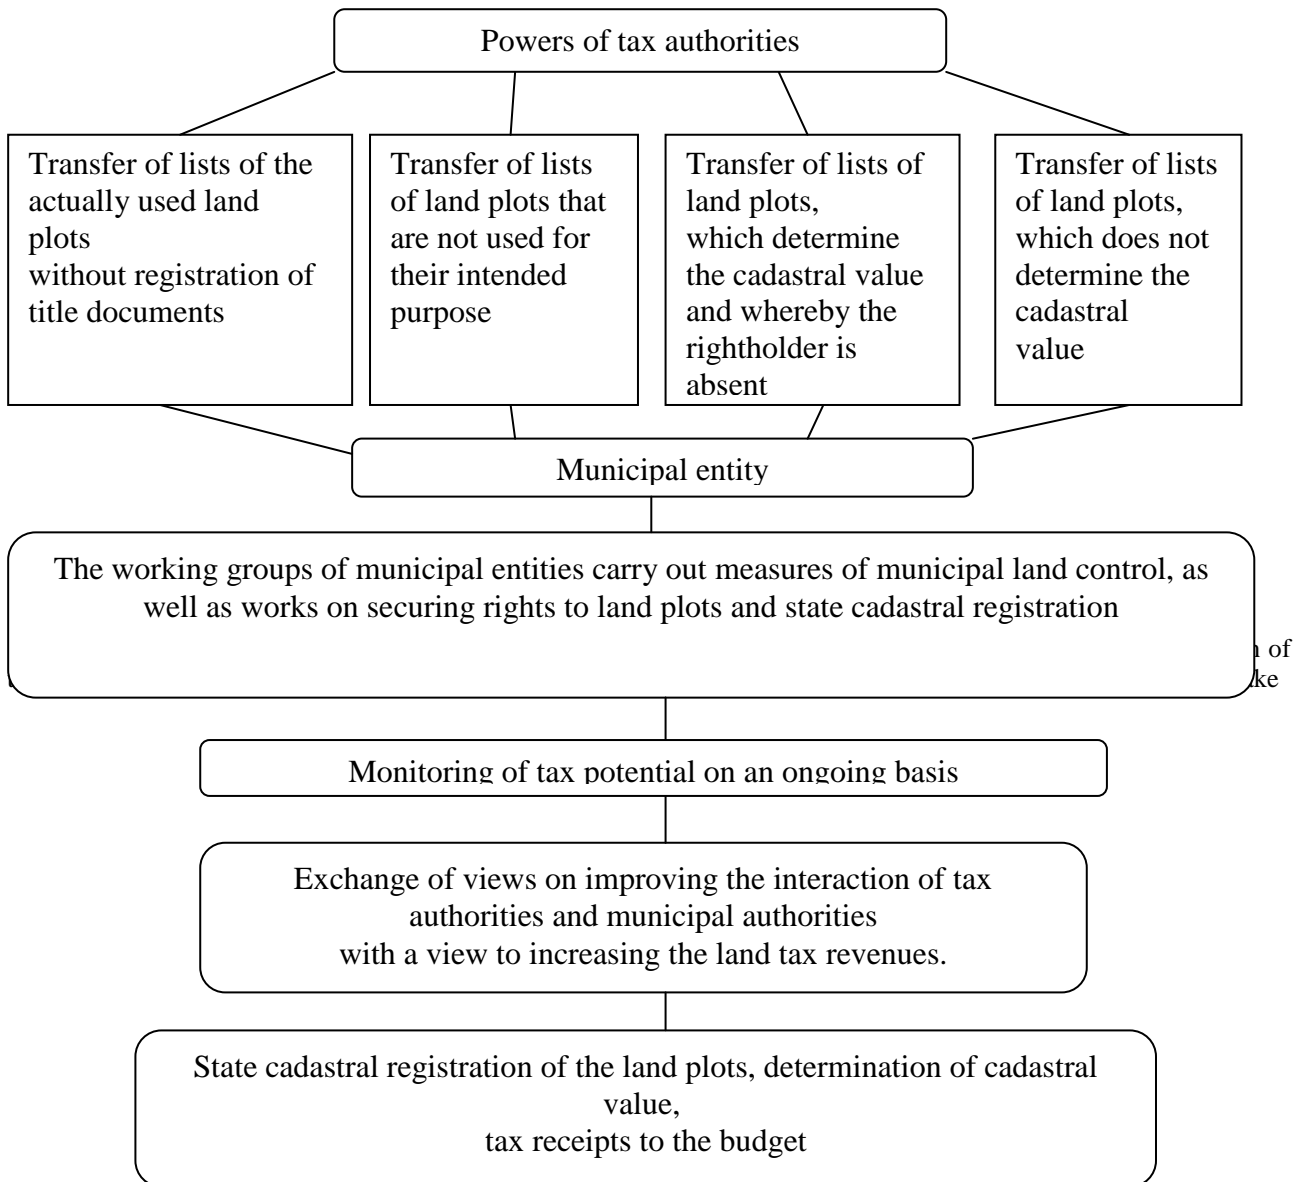 Powers of tax authorities
Transfer of lists of the
actually used land
plots
without registration of
title documents
Transfer of lists
of land plots that
are not used for
their intended
purpose
Transfer of lists of
land plots,
which determine
the cadastral value
and whereby the
rightholder is
absent
Transfer of lists
of land plots,
which does not
determine the
cadastral
value
Municipal entity
The working groups of municipal entities carry out measures of municipal land control, as
well as works on securing rights to land plots and state cadastral registration
of
Monitoring of tax potential on an ongoing basis
Exchange of views on improving the interaction of tax
authorities and municipal authorities
with a view to increasing the land tax revenues.
State cadastral registration of the land plots, determination of cadastral
value,
tax receipts to the budget